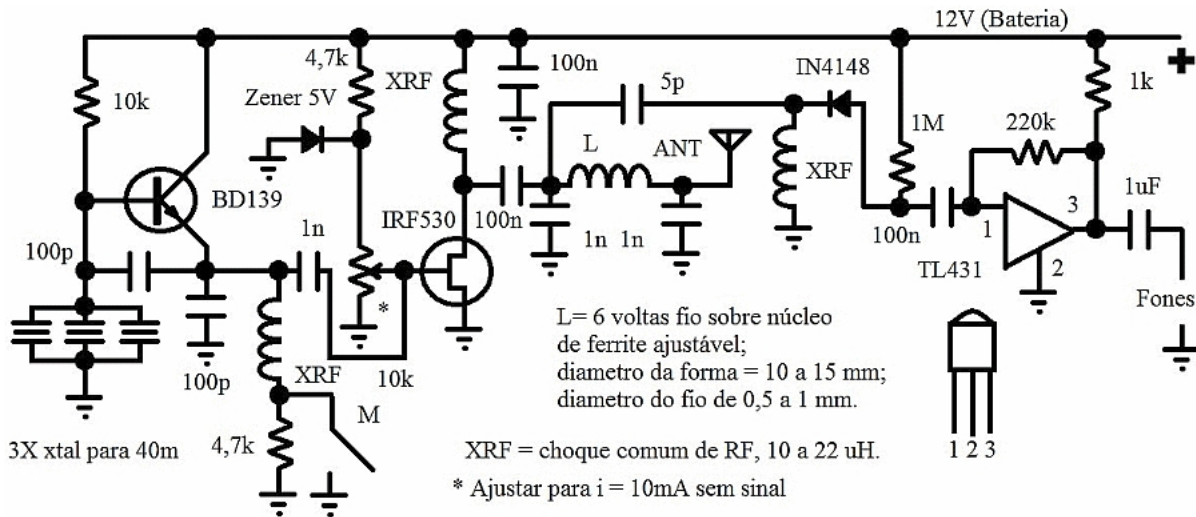 12V (Bateria)
4,7k
XRF
100n
IN4148
+
1k
10k
Zener 5V
5p
1M
220k
L
ANT
XRF
BD139
IRF530
100n
1
3
1uF
100p
1n
1n 1n
100n
TL431
2
*
Fones
L= 6 voltas fio sobre núcleo
de ferrite ajustável;
diametro da forma = 10 a 15 mm;
diametro do fio de 0,5 a 1 mm.
100p
XRF
10k
M
4,7k
3X xtal para 40m
1 2 3
XRF = choque comum de RF, 10 a 22 uH.
* Ajustar para i = 10mA sem sinal